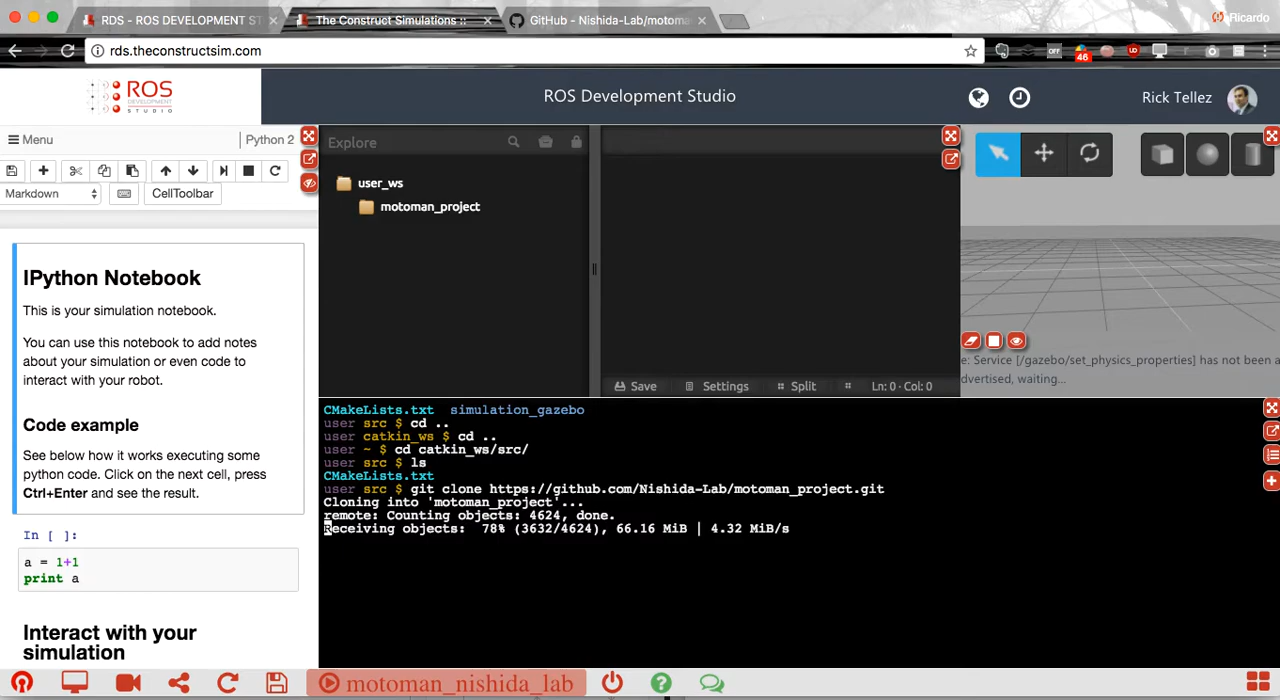 RDS - ROS DEVELOPMENT ST
The Construct Simulations ::
GitHub - Nishida-Lab/motom
Ricardo
rds.theconstructsim.com
OFF
46
ROS
DEVELOPMENT
STUDIO
ROS Development Studio
Rick Tellez
Menu
Python 2
Markdown
CellToolbar
Explore
user_ws
motoman_project
IPython Notebook
This is your simulation notebook.
You can use this notebook to add notes
about your simulation or even code to
interact with your robot.
Code example
See below how it works executing some
python code. Click on the next cell, press
Ctrl+Enter and see the result.
In [ ]:
a = 1+1
print a
Interact with your
simulation
Save
Settings
Split
Ln: 0 · Col: 0
e: Service [/gazebo/set_physics_properties] has not been a
dvertised, waiting...
CMakeLists.txt simulation_gazebo
user src $ cd ..
user catkin_ws $ cd ..
user ~ $ cd catkin_ws/src/
user src $ ls
CMakeLists.txt
user src $ git clone https://github.com/Nishida-Lab/motoman_project.git
Cloning into 'motoman_project'...
remote: Counting objects: 4624, done.
Receiving objects: 78% (3632/4624), 66.16 MiB | 4.32 MiB/s
motoman_nishida_lab